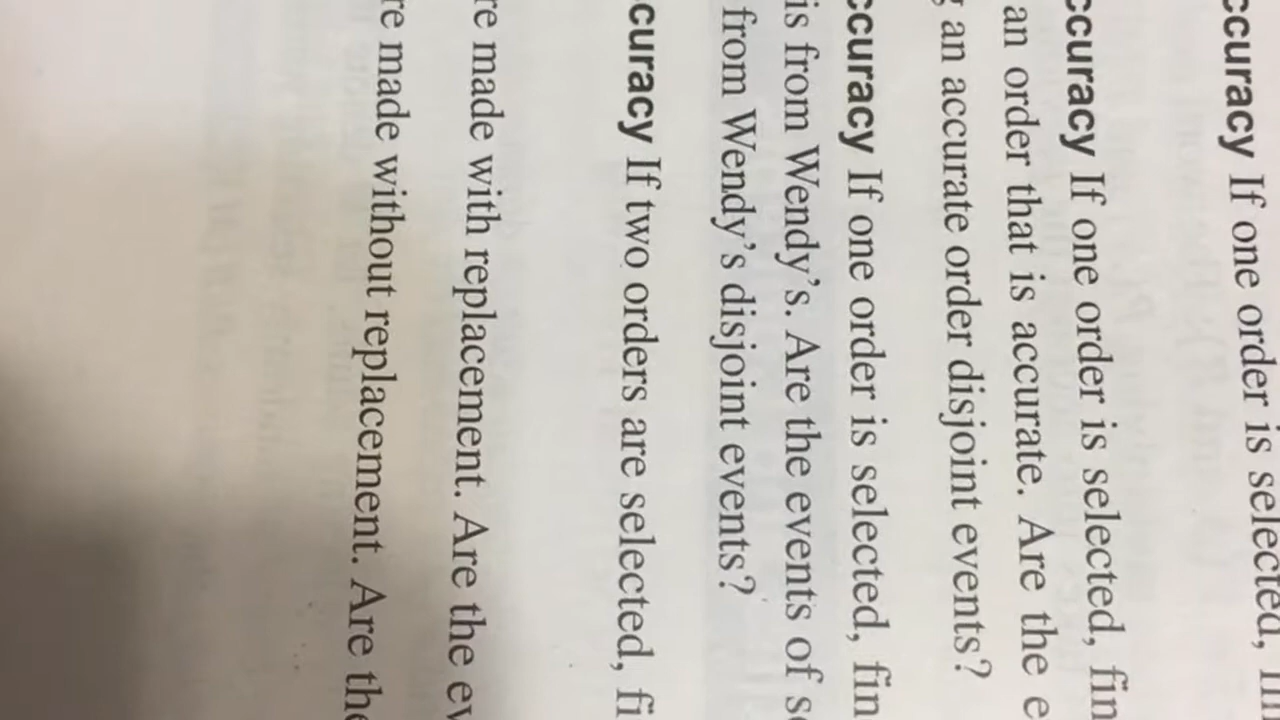 ccuracy If one order is selected,
ccuracy If one order is selected, fin
an order that is accurate. Are the e
an accurate order disjoint events?
ccuracy If one order is selected, fin
is from Wendy's. Are the events of se
from Wendy's disjoint events?
ccuracy If two orders are selected, fi
re made with replacement. Are the ev
re made without replacement. Are the